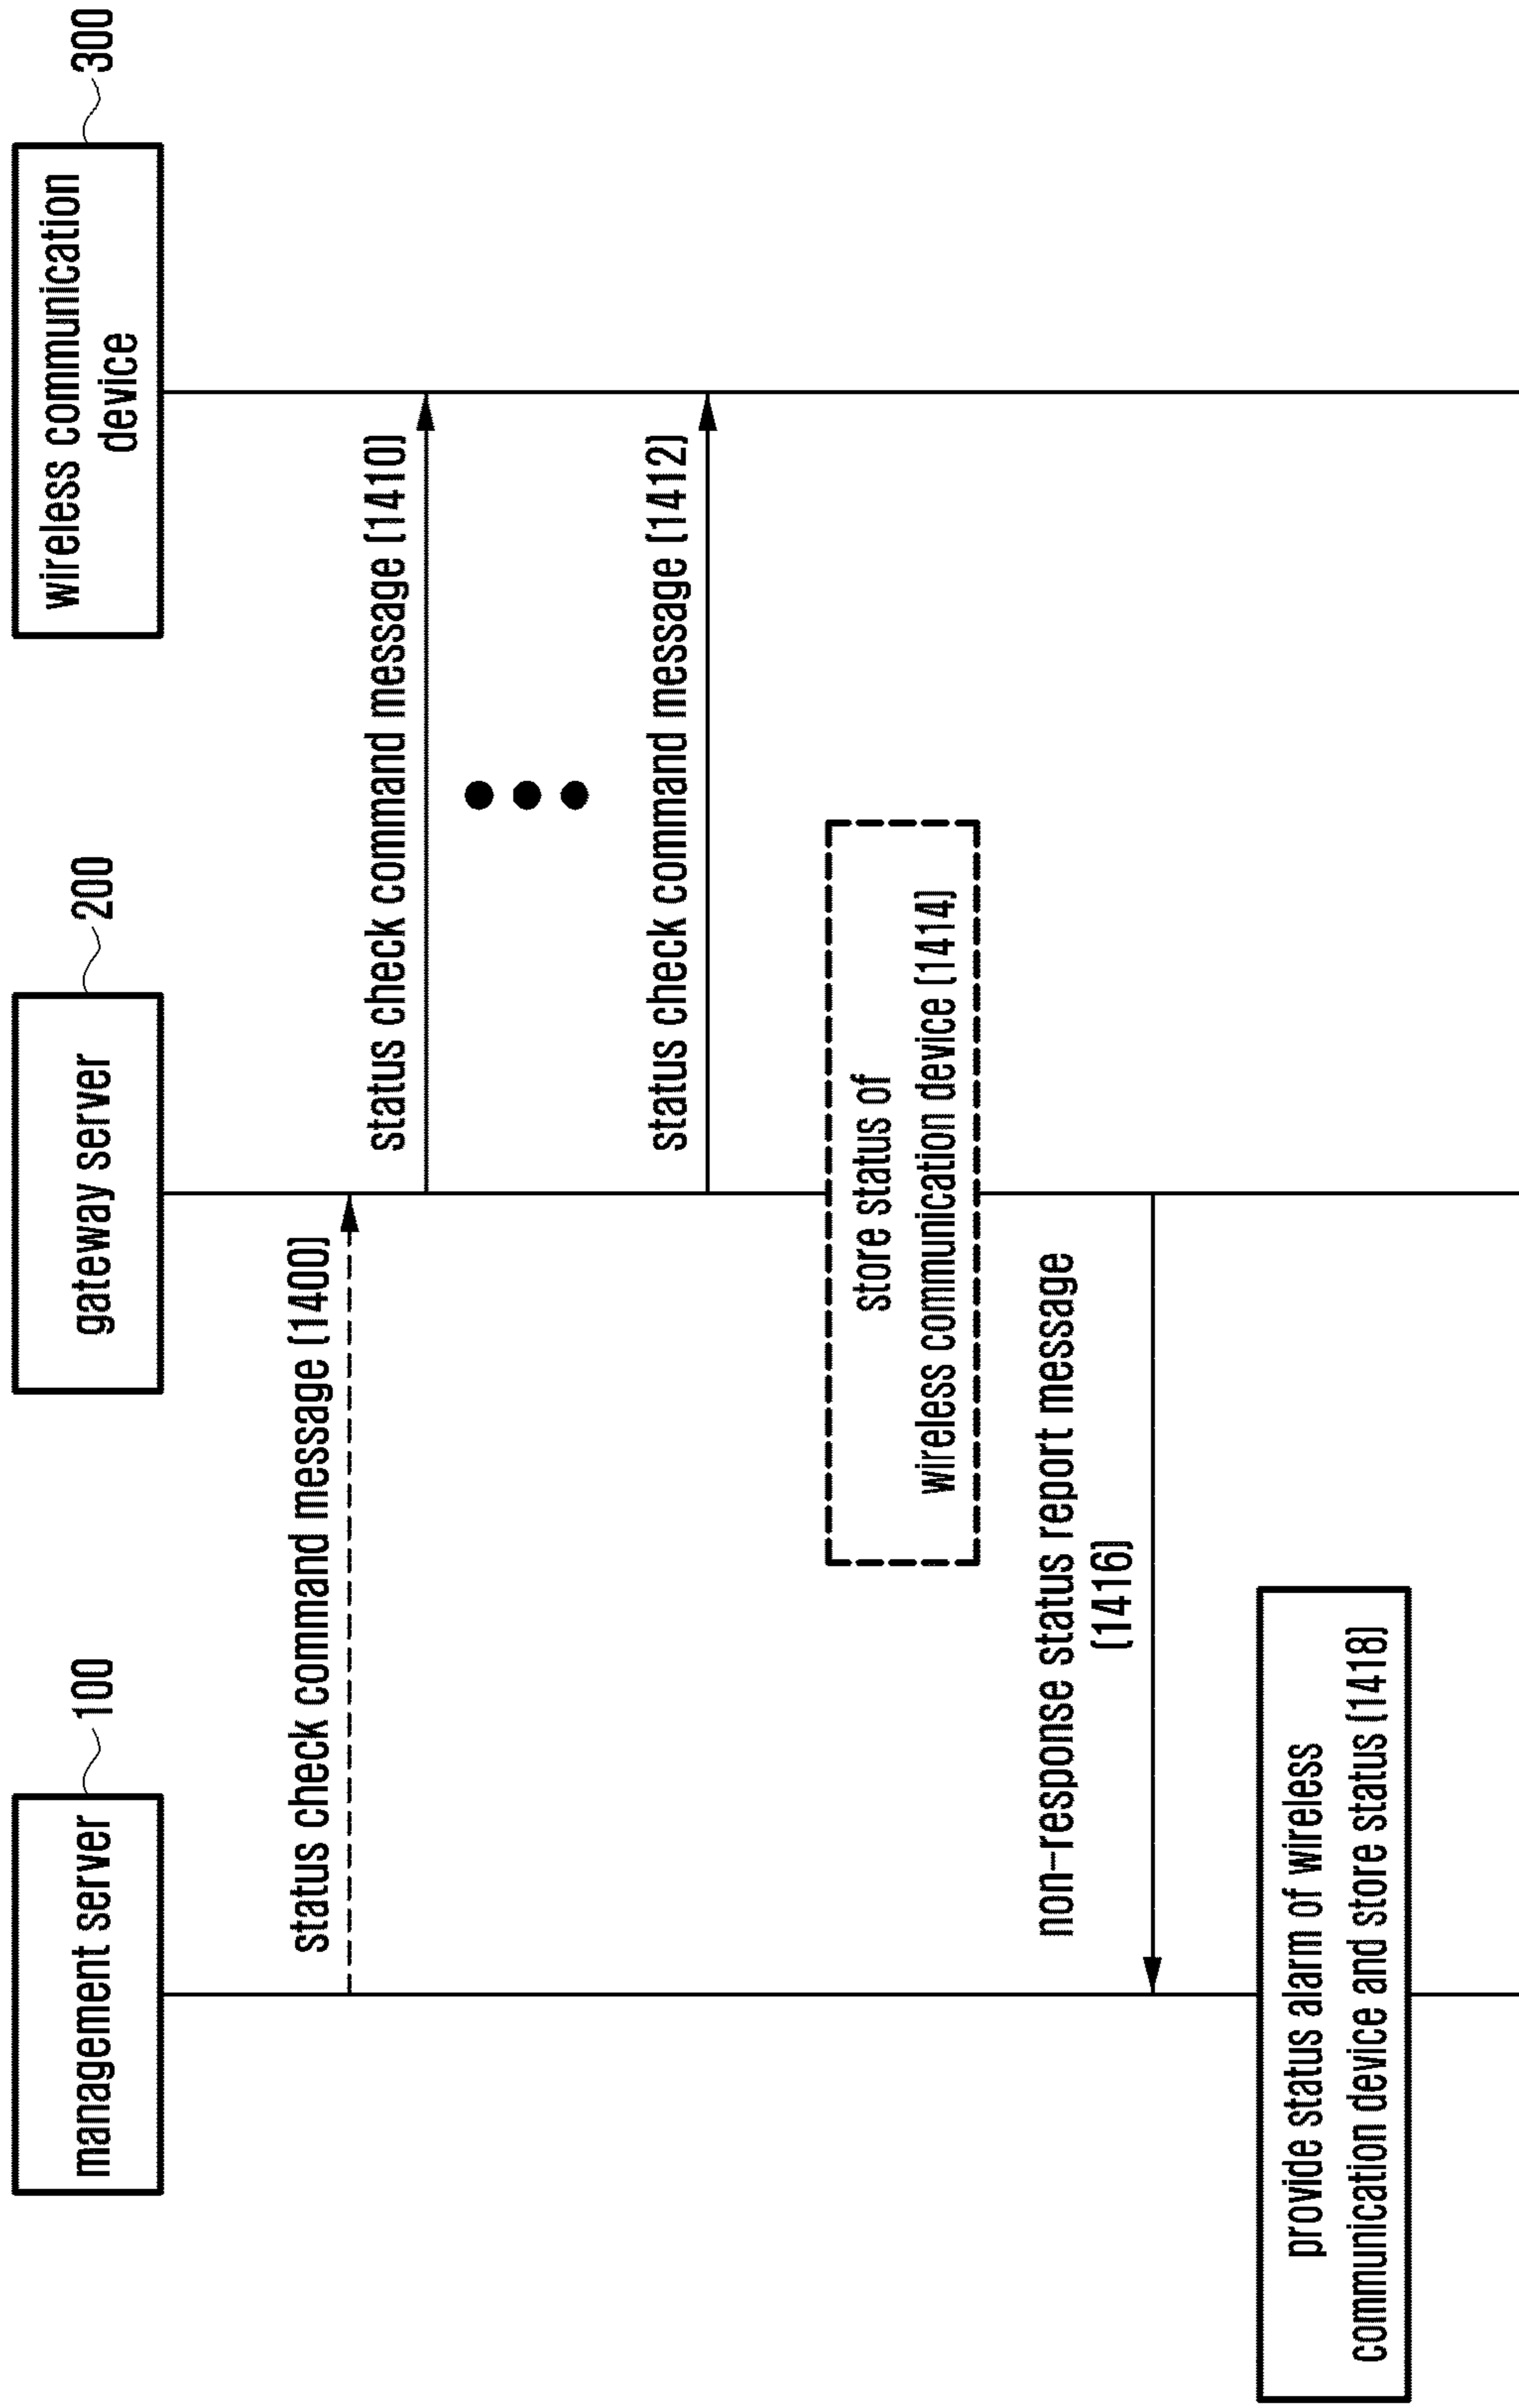 management server
100
gateway server
200
wireless communication
device
300
status check command message (1400)
status check command message (1410)
status check command message (1412)
store status of
wireless communication device (1414)
non-response status report message
(1416)
provide status alarm of wireless
communication device and store status (1418)